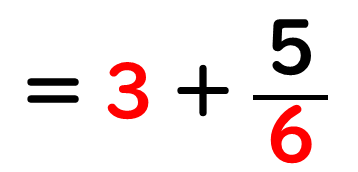 = 3 + 5/6